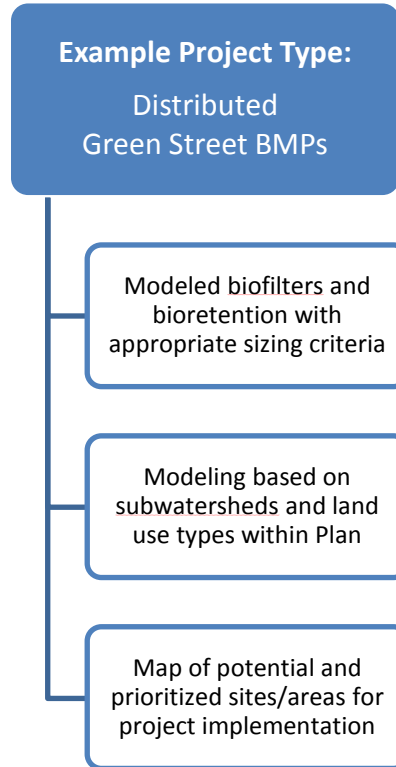 Example Project Type:
Distributed
Green Street BMPs
Modeled biofilters and
bioretention with
appropriate sizing criteria
Modeling based on
subwatersheds and land
use types within Plan
Map of potential and
prioritized sites/areas for
project implementation